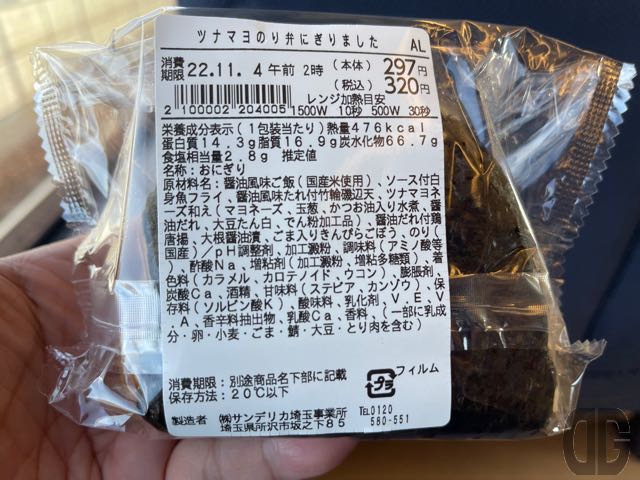 ツナマヨのり弁にぎりました AL
消費期限 22.11. 4 午前 2時 (本体) 297円
(税込) 320円
レンジ加熱目安
2 100002 204005 1500W 10秒 500W 30秒
栄養成分表示(1包装当たり)熱量476kcal
蛋白質14.3g脂質16.9g炭水化物66.7g
食塩相当量2.8g 推定値
名称:おにぎり
原材料名:醤油風味ご飯(国産米使用)、ソース付白
身魚フライ、醤油風味たれ付竹輪磯辺天、ツナマヨネ
ーズ和え(マヨネーズ、玉葱、かつお油入り水煮、醤
油だれ、大豆たん白、でん粉加工品)、醤油だれ付鶏
唐揚、大根醤油漬、ごま入りきんぴらごぼう、のり(
国産)/pH調整剤、加工澱粉、調味料(アミノ酸等
)、酢酸Na、増粘剤(加工澱粉、増粘多糖類)、着
色料(カラメル、カロテノイド、ウコン)、膨脹剤、
炭酸Ca、酒精、甘味料(ステビア、カンゾウ)、保
存料(ソルビン酸K)、酸味料、乳化剤、V.E、V
.A、香辛料抽出物、乳酸Ca、香料、(一部に乳成
分・卵・小麦・ごま・鯖・大豆・とり肉を含む)
消費期限:別途商品名下部に記載
保存方法:20℃以下
プラ フィルム
製造者 (株)サンデリカ埼玉事業所
埼玉県所沢市坂之下85
TEL0120
580-551
DG